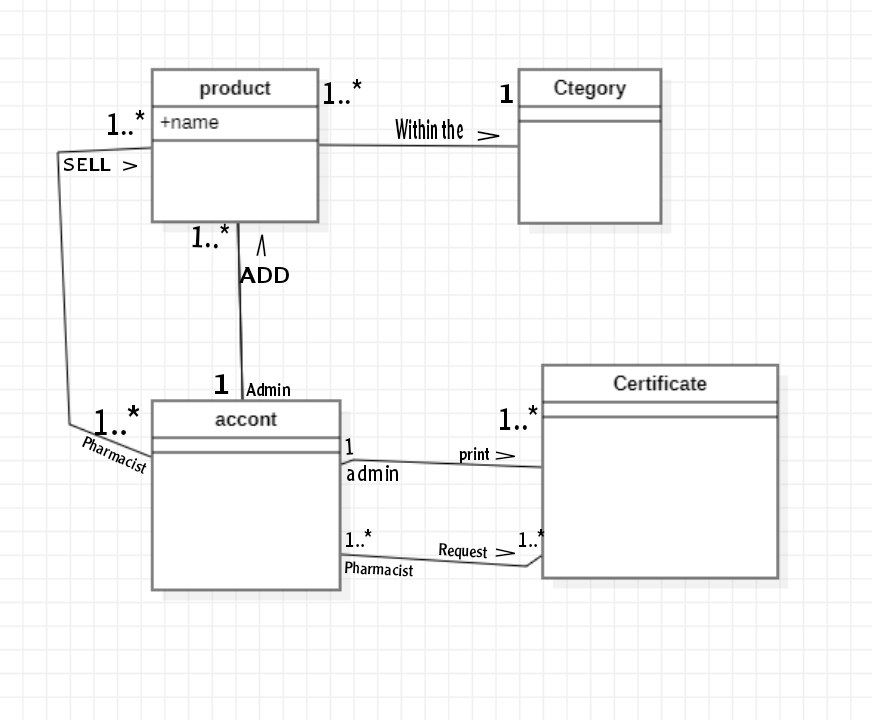 product
1..*
1
Ctegory
+name
1..*
Within the >
SELL >
1..*
>
ADD
1
Admin
accont
Certificate
1..*
Pharmacist
1
admin
1..*
print >
1..*
Pharmacist
Request >
1..*